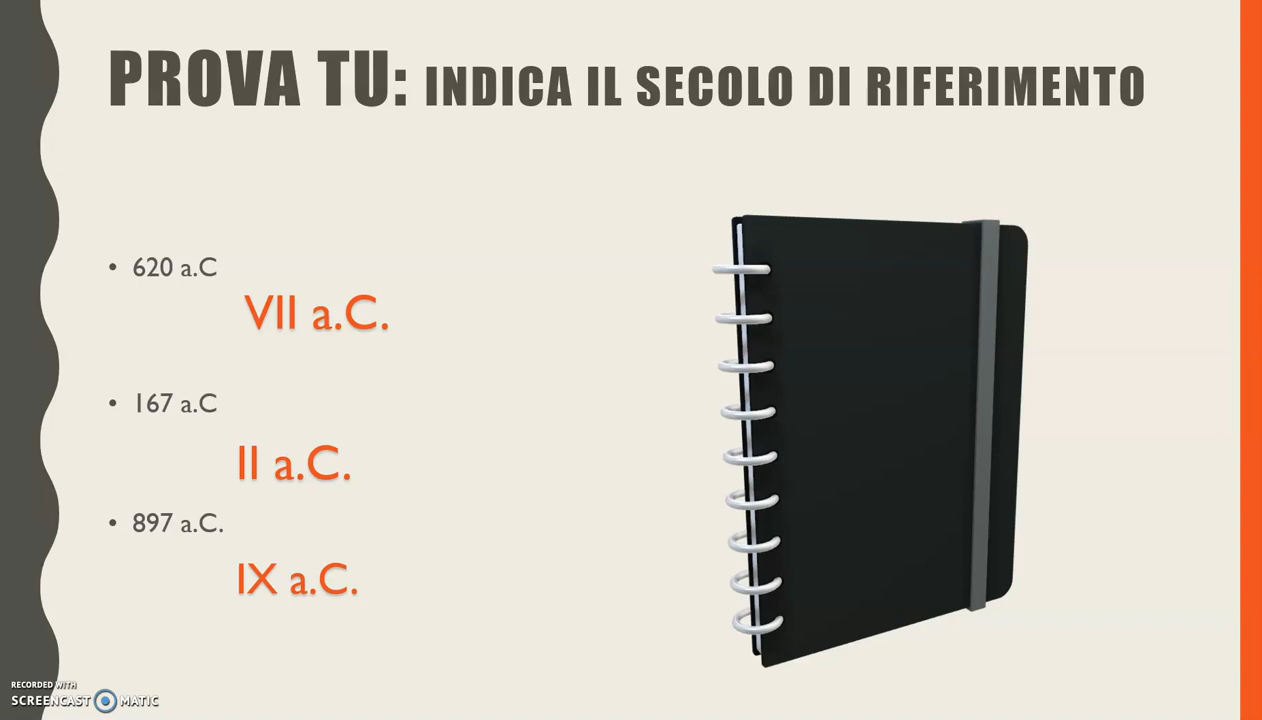 PROVA TU: INDICA IL SECOLO DI RIFERIMENTO
• 620 a.C
VII a.C.
• 167 a.C
II a.C.
• 897 a.C.
IX a.C.
RECORDED WITH
SCREENCAST MATIC